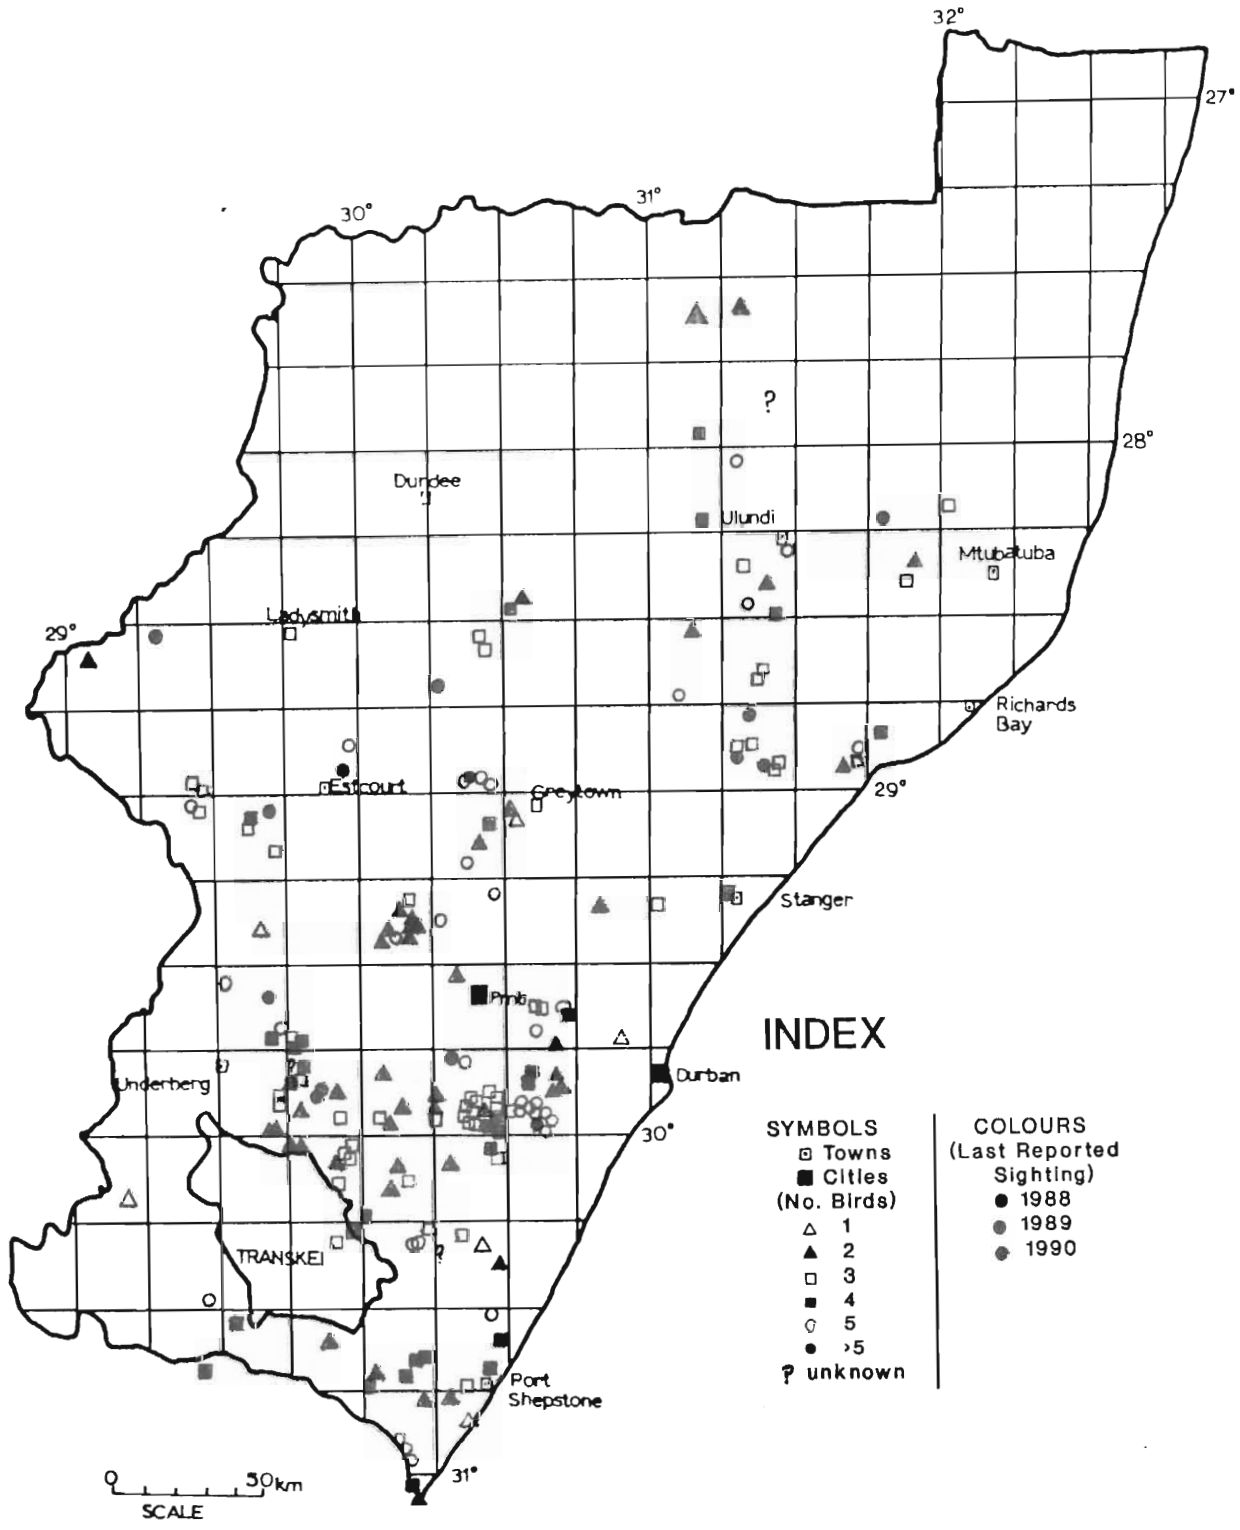 32°
27°
31°
30°
?
28°
Dundee
Ulundi
Mtubatuba
Ladysmith
29°
Richards
Bay
Estcourt
Greytown
29°
Stanger
Pmb
INDEX
?
Underberg
Durban
30°
SYMBOLS
Towns
Cities
(No. Birds)
1
2
3
4
5
>5
? unknown
COLOURS
(Last Reported
Sighting)
1988
1989
1990
TRANSKEI
?
Port
Shepstone
31°
0 50km
SCALE